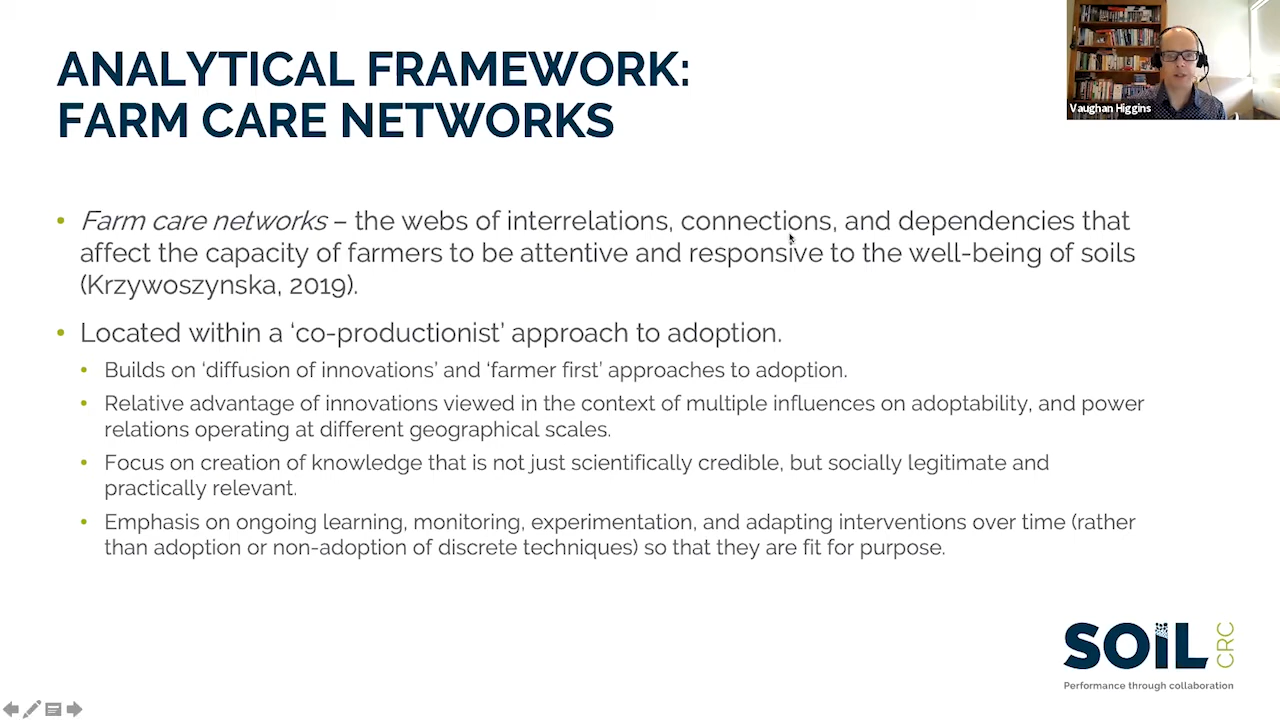 ANALYTICAL FRAMEWORK:
FARM CARE NETWORKS
Vaughan Higgins
• Farm care networks – the webs of interrelations, connections, and dependencies that
affect the capacity of farmers to be attentive and responsive to the well-being of soils
(Krzywoszynska, 2019).
• Located within a ‘co-productionist’ approach to adoption.
• Builds on ‘diffusion of innovations’ and ‘farmer first’ approaches to adoption.
• Relative advantage of innovations viewed in the context of multiple influences on adoptability, and power
relations operating at different geographical scales.
• Focus on creation of knowledge that is not just scientifically credible, but socially legitimate and
practically relevant.
• Emphasis on ongoing learning, monitoring, experimentation, and adapting interventions over time (rather
than adoption or non-adoption of discrete techniques) so that they are fit for purpose.
SOIL CRC
Performance through collaboration